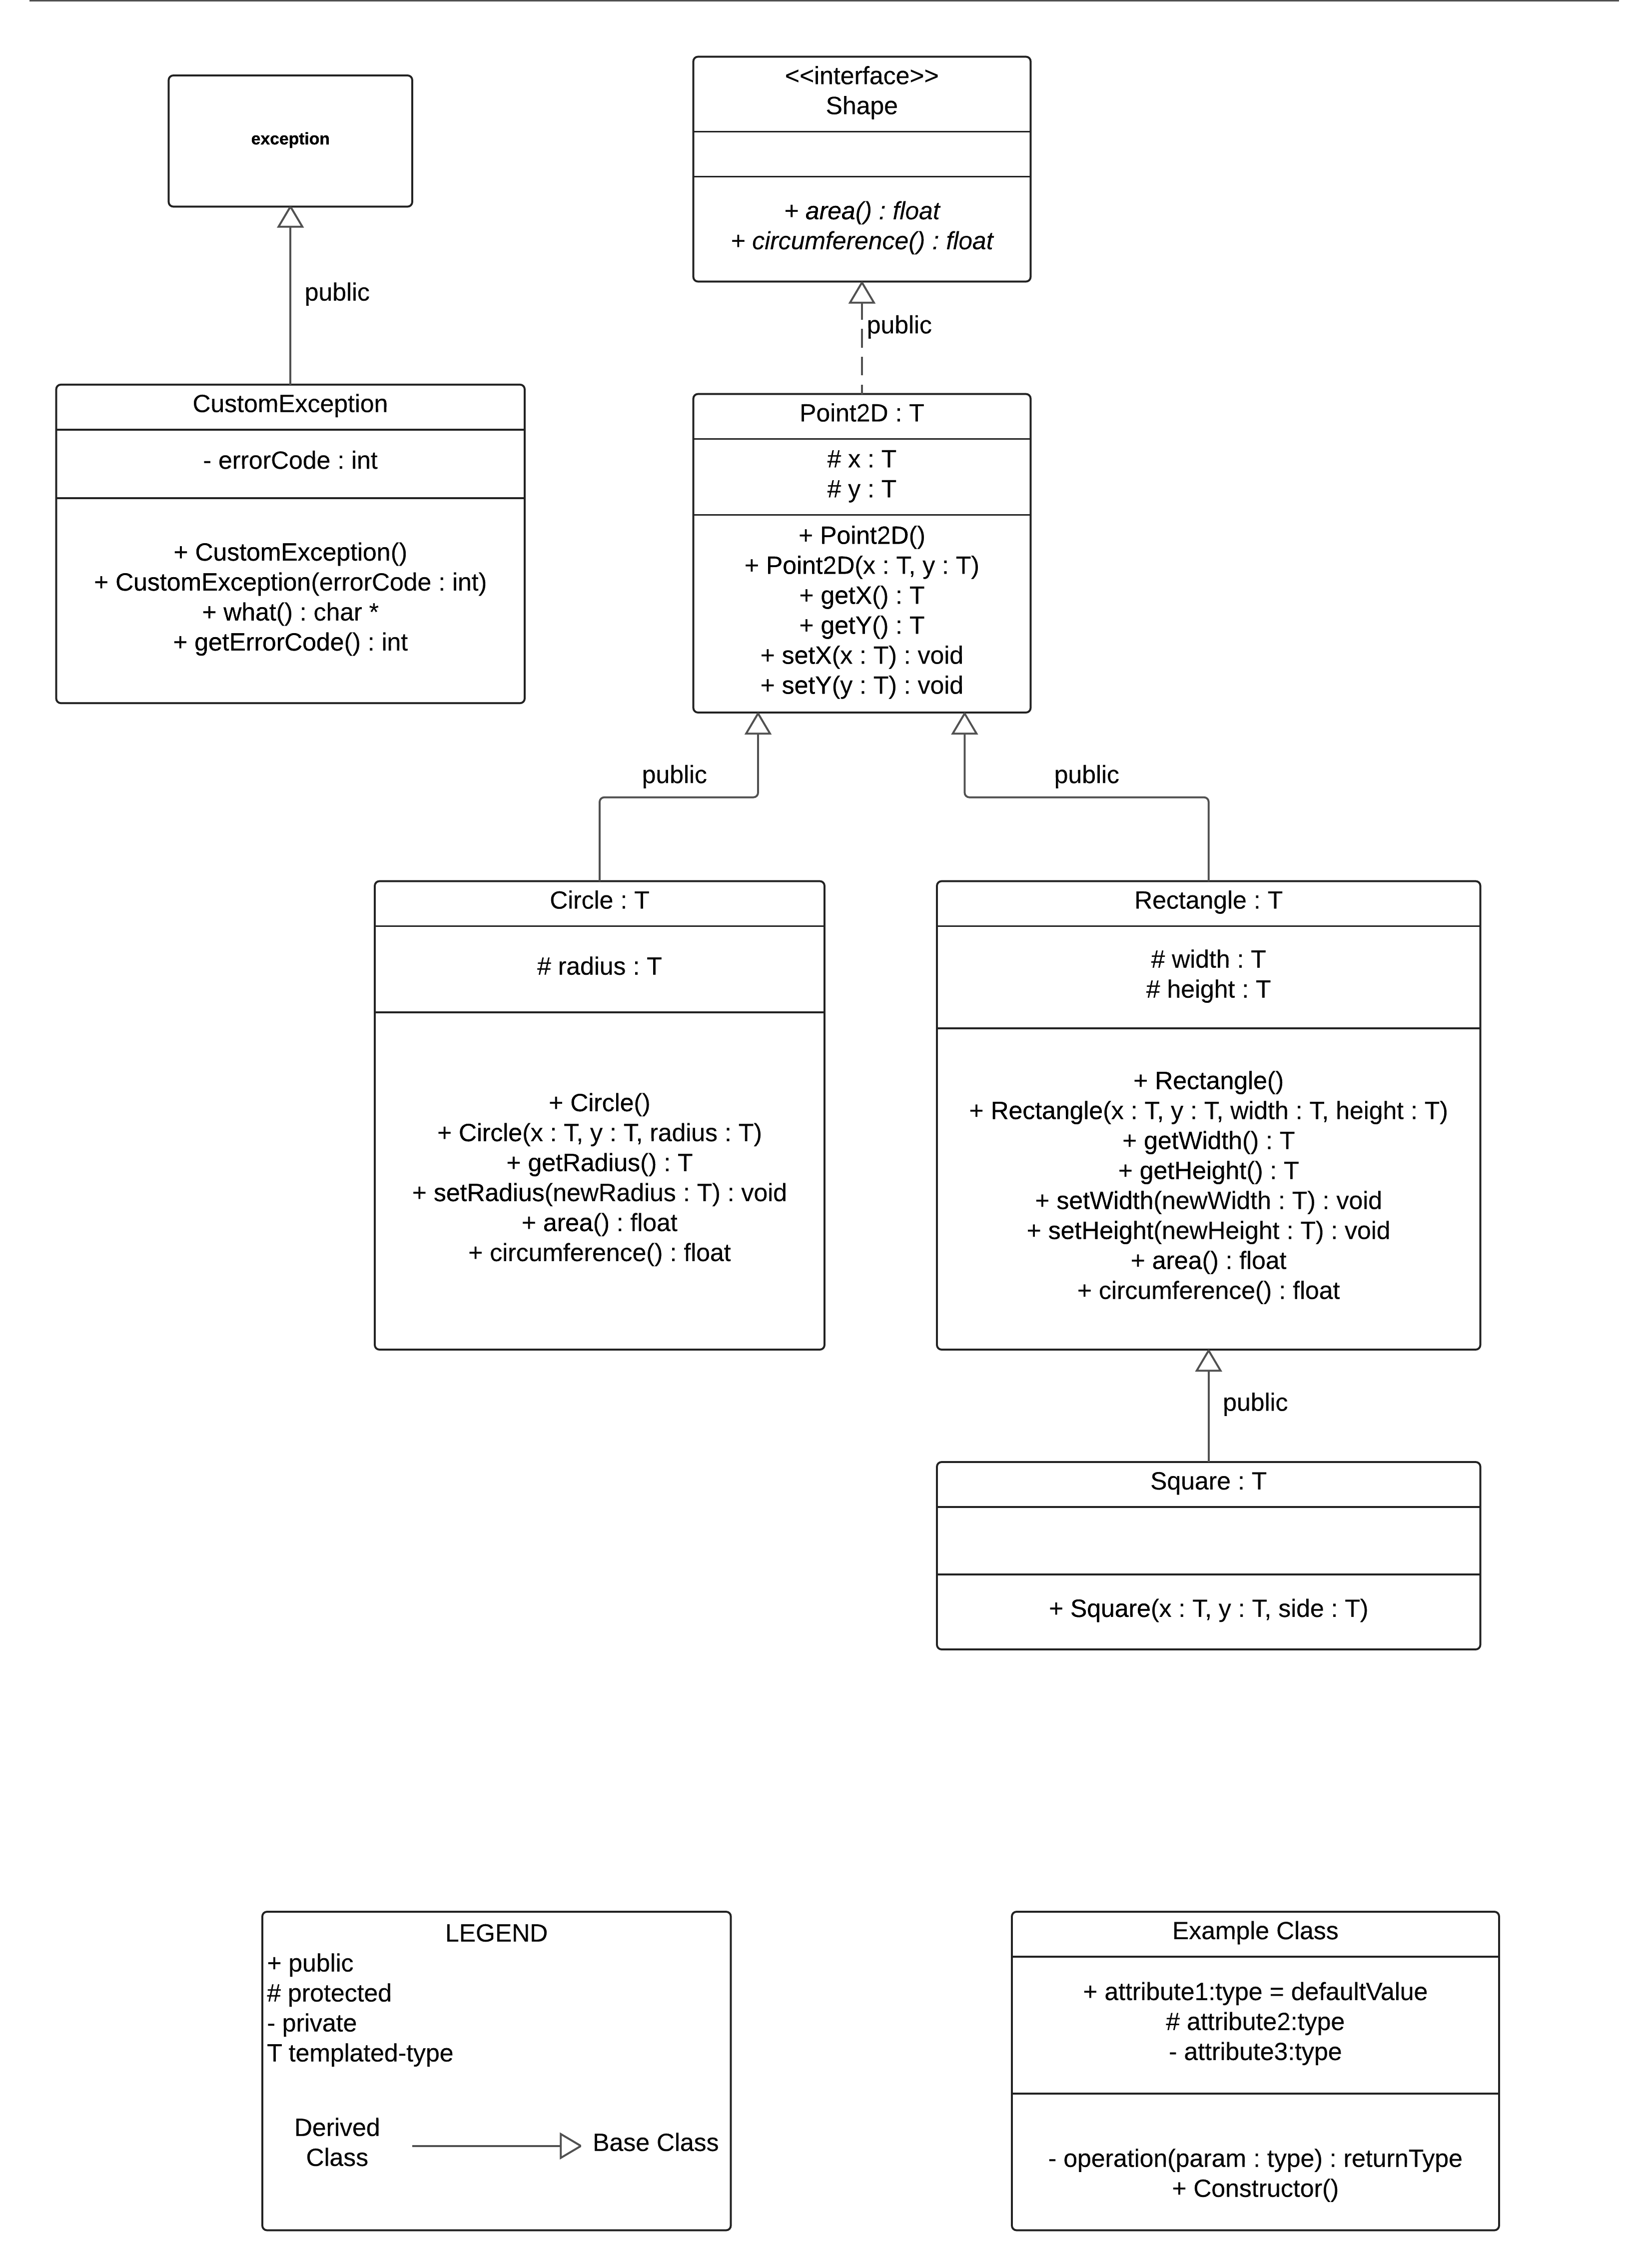 exception
public
CustomException
- errorCode : int
+ CustomException()
+ CustomException(errorCode : int)
+ what() : char *
+ getErrorCode() : int
<<interface>>
Shape
+ area() : float
+ circumference() : float
public
Point2D : T
# x : T
# y : T
+ Point2D()
+ Point2D(x : T, y : T)
+ getX() : T
+ getY() : T
+ setX(x : T) : void
+ setY(y : T) : void
public
public
Circle : T
# radius : T
+ Circle()
+ Circle(x : T, y : T, radius : T)
+ getRadius() : T
+ setRadius(newRadius : T) : void
+ area() : float
+ circumference() : float
Rectangle : T
# width : T
# height : T
+ Rectangle()
+ Rectangle(x : T, y : T, width : T, height : T)
+ getWidth() : T
+ getHeight() : T
+ setWidth(newWidth : T) : void
+ setHeight(newHeight : T) : void
+ area() : float
+ circumference() : float
public
Square : T
+ Square(x : T, y : T, side : T)
LEGEND
+ public
# protected
- private
T templated-type
Derived
Class
Base Class
Example Class
+ attribute1:type = defaultValue
# attribute2:type
- attribute3:type
- operation(param : type) : returnType
+ Constructor()